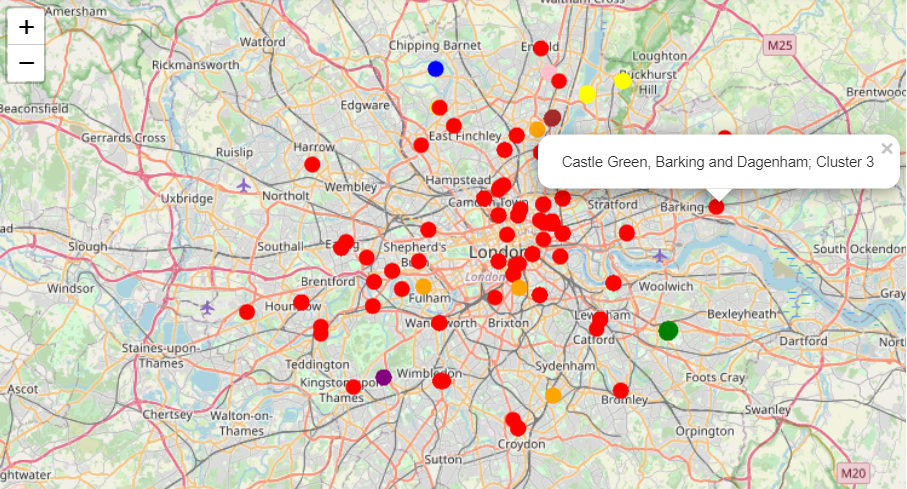 Amersham
Waltham Cross
+
Watford
Chipping Barnet
Enfield
M25
Loughton
−
Rickmansworth
Buckhurst
Hill
Beaconsfield
Edgware
Brentwood
Gerrards Cross
East Finchley
Harrow
Ruislip
Castle Green, Barking and Dagenham; Cluster 3
×
Wembley
Hampstead
Uxbridge
Northolt
Camden Town
Stratford
Barking
Slough
Southall
Ealing
Shepherd's
Bush
London
London
South Ockendon
Windsor
Brentford
Fulham
Woolwich
Grays
Hounslow
Wandsworth
Brixton
Lewisham
Bexleyheath
Staines-upon-
Thames
Catford
Dartford
Teddington
Wimbledon
Sydenham
Foots Cray
Ascot
Kingston upon
Thames
Bromley
Chertsey
Walton-on-
Thames
Swanley
Croydon
Orpington
Sutton
M20